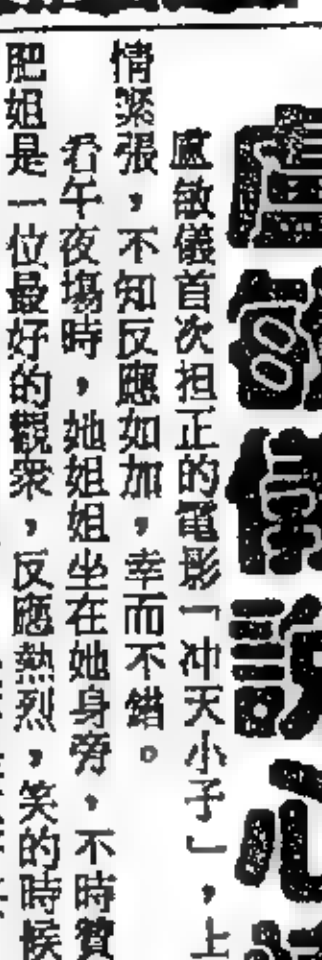 盧敏儀首次担正的電影「冲天小子」，上
情緊張，不知反應如加，幸而不錯。
看午夜塲時，她姐姐坐在她身旁，不時賛
肥姐是一位最好的觀衆，反應熱烈，笑的時候